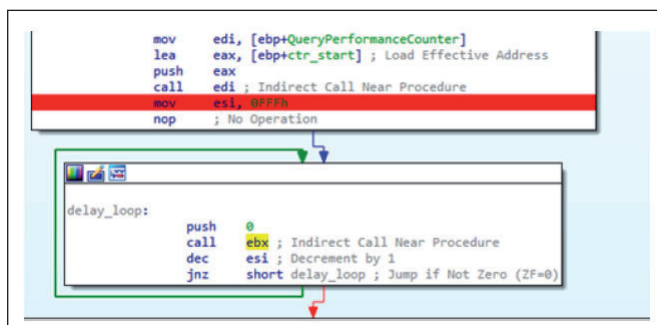 mov edi, [ebp+QueryPerformanceCounter]
lea eax, [ebp+ctr_start] ; Load Effective Address
push eax
call edi ; Indirect Call Near Procedure
mov esi, 0FFFh
nop ; No Operation
delay_loop:
push 0
call ebx ; Indirect Call Near Procedure
dec esi ; Decrement by 1
jnz short delay_loop ; Jump if Not Zero (ZF=0)